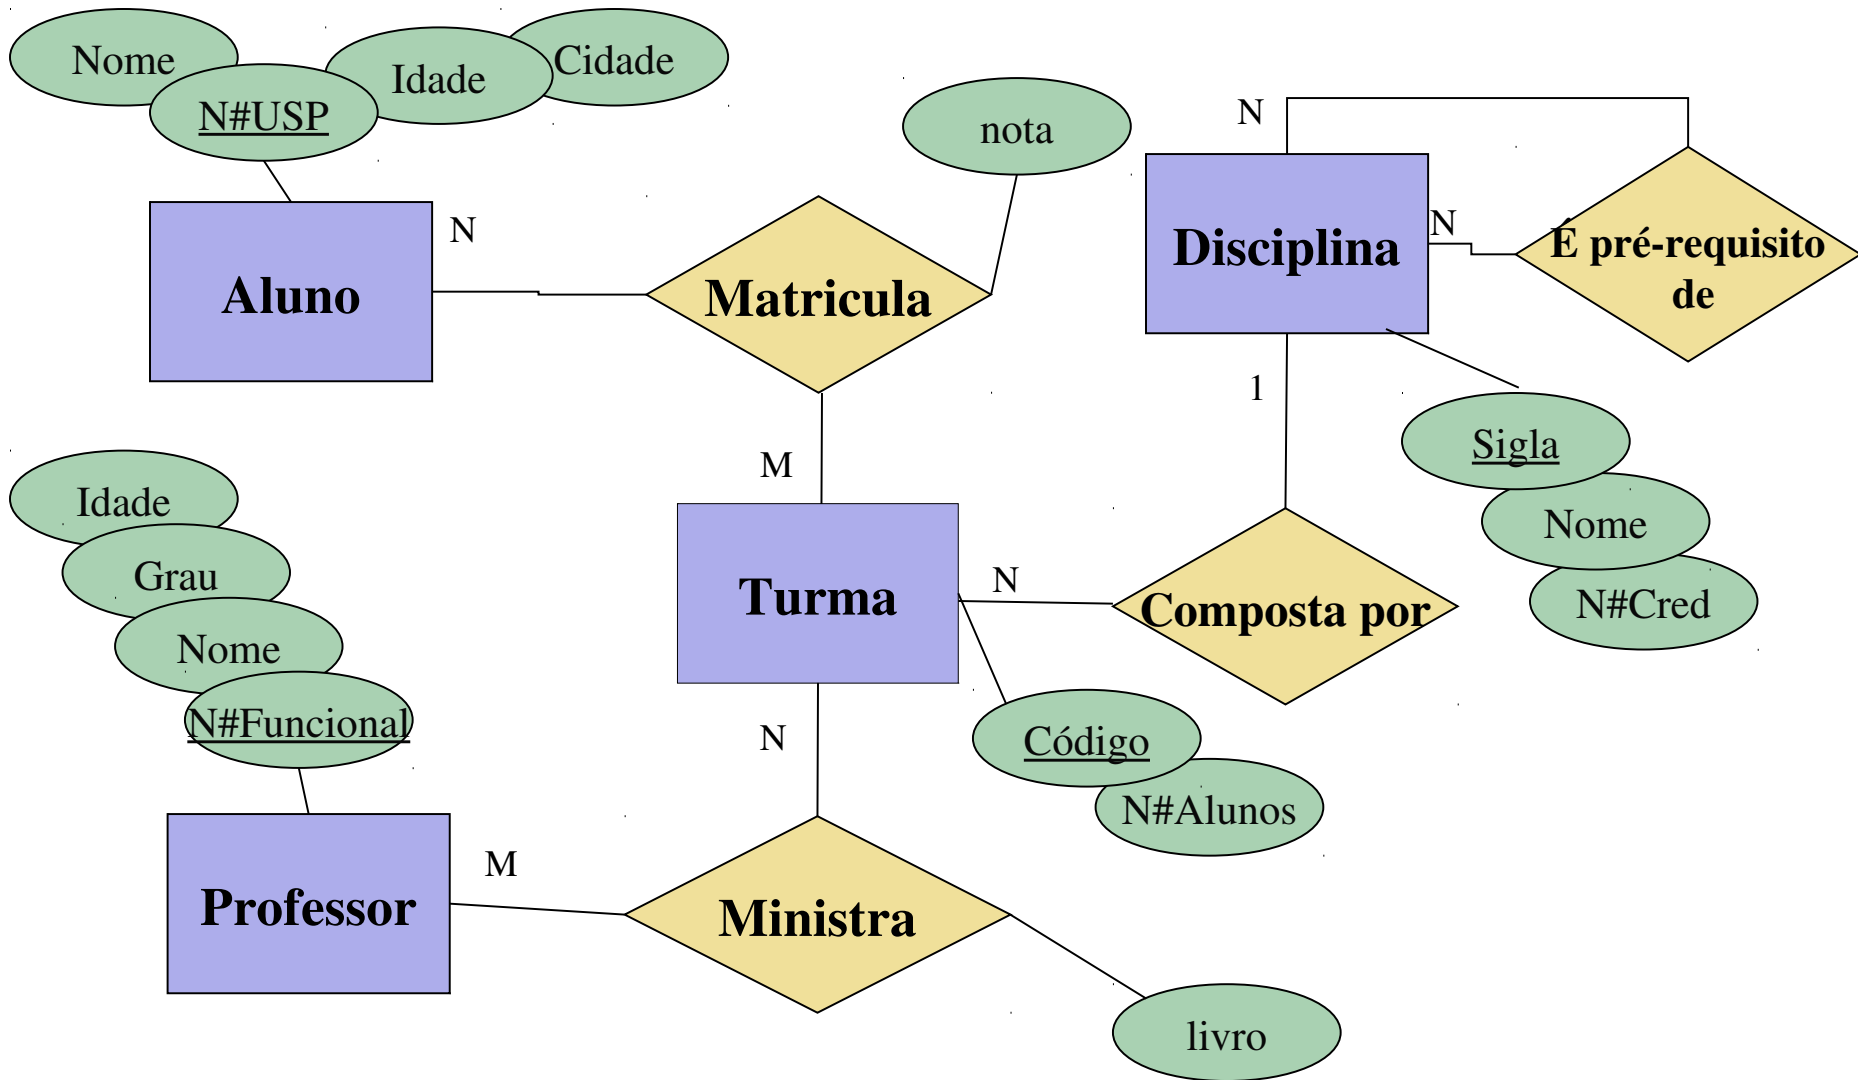 Nome
N#USP
Idade
Cidade
nota
N
N
Aluno
Matricula
Disciplina
N
É pré-requisito
de
1
M
Sigla
Nome
N#Cred
Idade
Grau
Nome
N#Funcional
Turma
N
Composta por
N
Código
N#Alunos
Professor
M
Ministra
livro